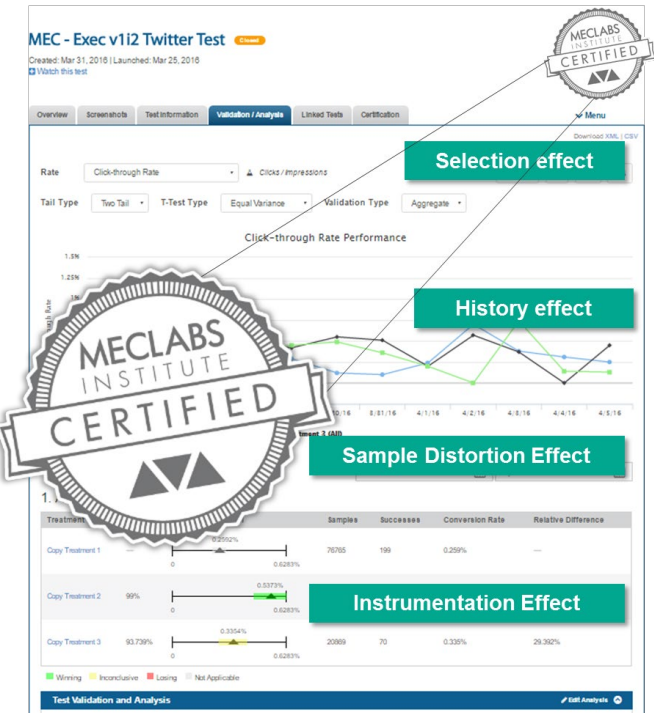 MEC - Exec v1i2 Twitter Test Closed
Created: Mar 31, 2016 | Launched: Mar 25, 2016
Watch this test
MECLABS
INSTITUTE
CERTIFIED
Overview Screenshots Test Information Validation / Analysis Linked Tests Certification Menu
Download XML | CSV
Selection effect
Rate Click-through Rate Clicks / Impressions
Tail Type Two Tail T-Test Type Equal Variance Validation Type Aggregate
Click-through Rate Performance
1.5%
1.25%
1%
Rate
History effect
MECLABS
INSTITUTE
CERTIFIED
3/31/16 4/1/16 4/2/16 4/3/16 4/4/16 4/5/16
3 (All)
Sample Distortion Effect
1.
Treatment Samples Successes Conversion Rate Relative Difference
0.2592%
Copy Treatment 1 — 76765 199 0.259% —
0 0.6283%
0.5373%
Copy Treatment 2 99%
0 0.6283%
Instrumentation Effect
0.3354%
Copy Treatment 3 93.739% 20869 70 0.335% 29.392%
0 0.6283%
Winning Inconclusive Losing Not Applicable
Test Validation and Analysis Edit Analysis